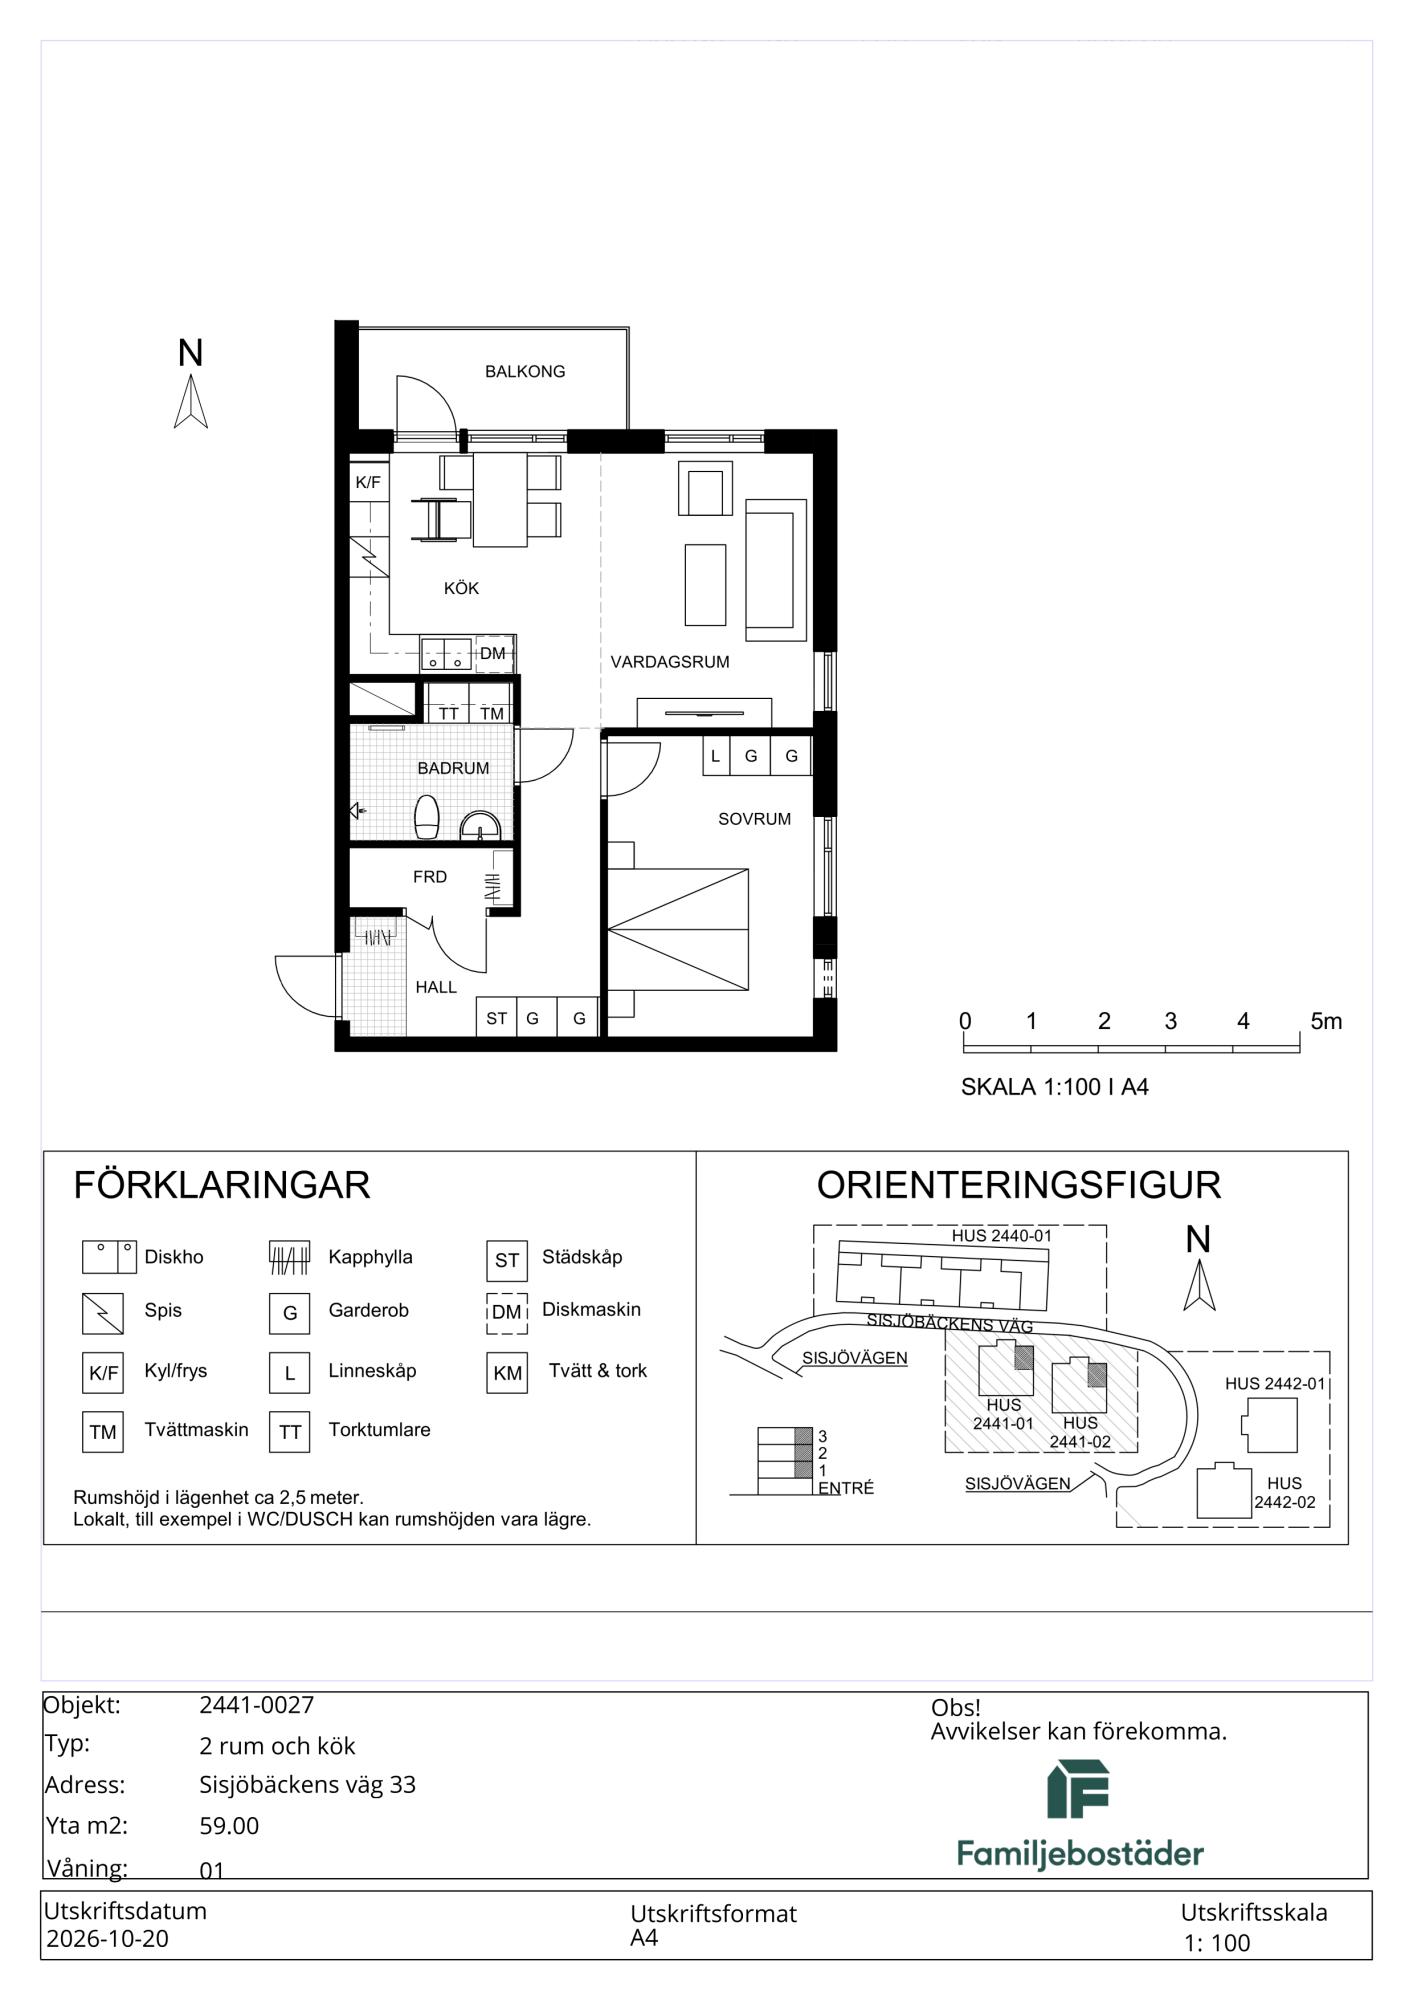 N
BALKONG
K/F
KÖK
DM
VARDAGSRUM
TT TM
BADRUM
L G G
SOVRUM
FRD
HALL
ST G G
0 1 2 3 4 5m
SKALA 1:100 I A4
FÖRKLARINGAR
Diskho
Kapphylla
ST Städskåp
Spis
G Garderob
DM Diskmaskin
K/F Kyl/frys
L Linneskåp
KM Tvätt & tork
TM Tvättmaskin
TT Torktumlare
Rumshöjd i lägenhet ca 2,5 meter.
Lokalt, till exempel i WC/DUSCH kan rumshöjden vara lägre.
ORIENTERINGSFIGUR
N
HUS 2440-01
SISJÖBÄCKENS VÄG
SISJÖVÄGEN
HUS
2441-01
HUS
2441-02
HUS 2442-01
HUS
2442-02
SISJÖVÄGEN
3
2
1
ENTRÉ
Objekt: 2441-0027
Typ: 2 rum och kök
Adress: Sisjöbäckens väg 33
Yta m2: 59.00
Våning: 01
Obs!
Avvikelser kan förekomma.
Familjebostäder
Utskriftsdatum
2026-10-20
Utskriftsformat
A4
Utskriftsskala
1: 100